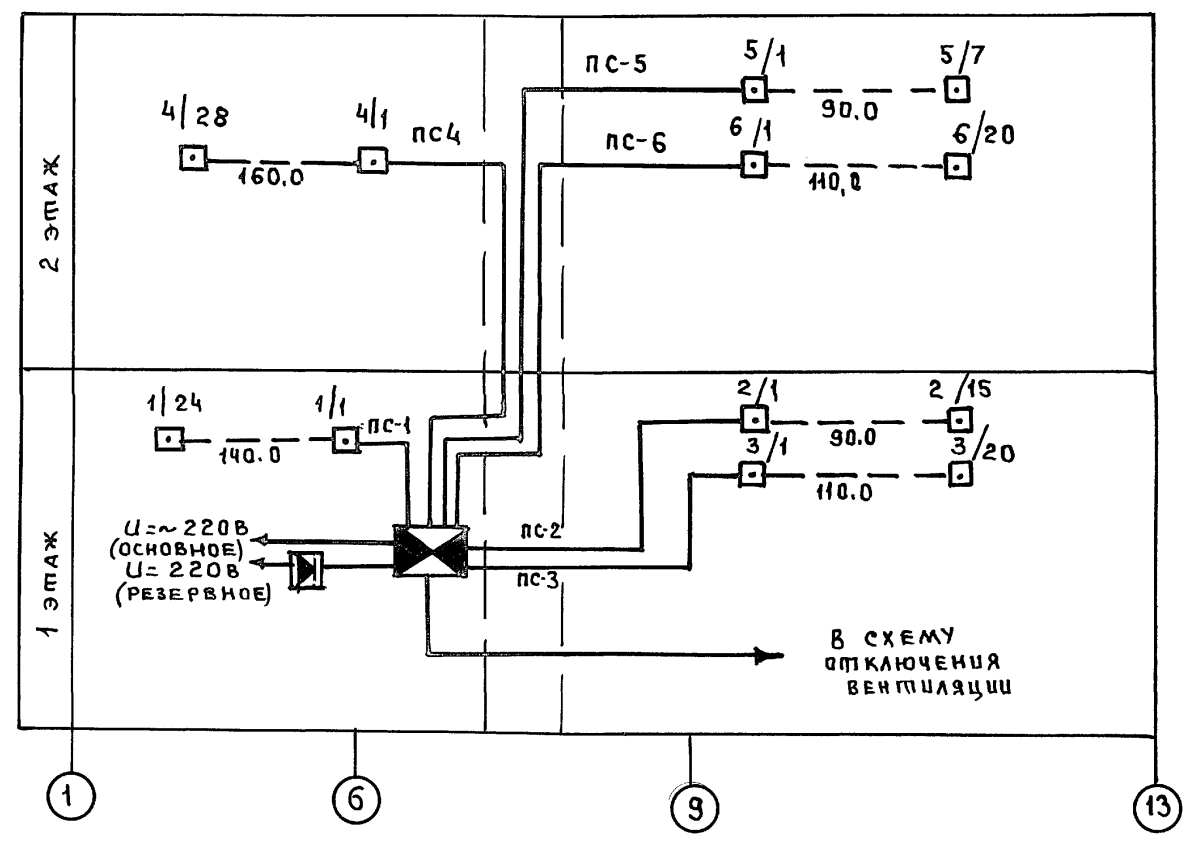 5/1
5/7
ПС-5
90.0
4/28
4/1
ПС4
6/1
6/20
ПС-6
160.0
110,0
2 ЭТАЖ
1/24
1/1
ПС-1
2/1
2/15
140.0
90.0
3/1
3/20
110.0
U=~220В
(ОСНОВНОЕ)
U=220В
(РЕЗЕРВНОЕ)
ПС-2
ПС-3
1 ЭТАЖ
В СХЕМУ
ОТКЛЮЧЕНИЯ
ВЕНТИЛЯЦИИ
1
6
9
13